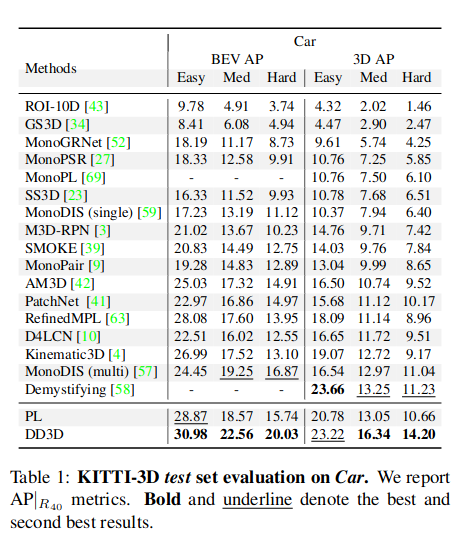 Car
BEV AP 3D AP
Methods Easy Med Hard Easy Med Hard
ROI-10D [43] 9.78 4.91 3.74 4.32 2.02 1.46
GS3D [34] 8.41 6.08 4.94 4.47 2.90 2.47
MonoGRNet [52] 18.19 11.17 8.73 9.61 5.74 4.25
MonoPSR [27] 18.33 12.58 9.91 10.76 7.25 5.85
MonoPL [69] - - - 10.76 7.50 6.10
SS3D [23] 16.33 11.52 9.93 10.78 7.68 6.51
MonoDIS (single) [59] 17.23 13.19 11.12 10.37 7.94 6.40
M3D-RPN [3] 21.02 13.67 10.23 14.76 9.71 7.42
SMOKE [39] 20.83 14.49 12.75 14.03 9.76 7.84
MonoPair [9] 19.28 14.83 12.89 13.04 9.99 8.65
AM3D [42] 25.03 17.32 14.91 16.50 10.74 9.52
PatchNet [41] 22.97 16.86 14.97 15.68 11.12 10.17
RefinedMPL [63] 28.08 17.60 13.95 18.09 11.14 8.96
D4LCN [10] 22.51 16.02 12.55 16.65 11.72 9.51
Kinematic3D [4] 26.99 17.52 13.10 19.07 12.72 9.17
MonoDIS (multi) [57] 24.45 19.25 16.87 16.54 12.97 11.04
Demystifying [58] - - - 23.66 13.25 11.23
PL 28.87 18.57 15.74 20.78 13.05 10.66
DD3D 30.98 22.56 20.03 23.22 16.34 14.20
Table 1: KITTI-3D test set evaluation on Car. We report
AP|R40 metrics. Bold and underline denote the best and
second best results.